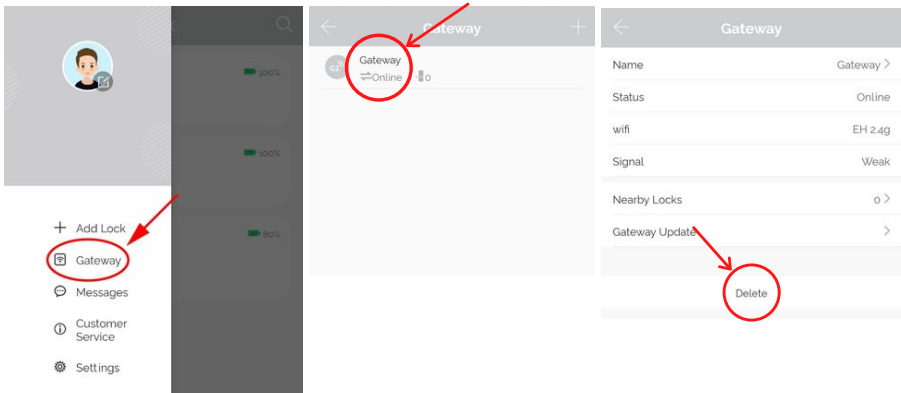 100%
100%
80%
Add Lock
Gateway
Messages
Customer
Service
Settings
Gateway
G2
Gateway
Online 0
Gateway
Name Gateway
Status Online
wifi EH 2.4g
Signal Weak
Nearby Locks 0
Gateway Update
Delete